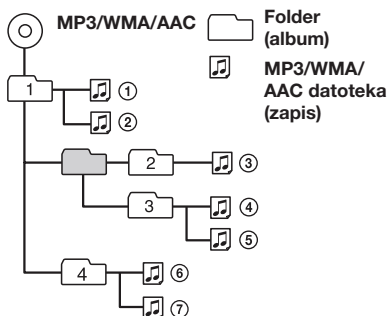 MP3/WMA/AAC
Folder
(album)
MP3/WMA/
AAC datoteka
(zapis)
1
①
②
2
③
3
④
⑤
4
⑥
⑦